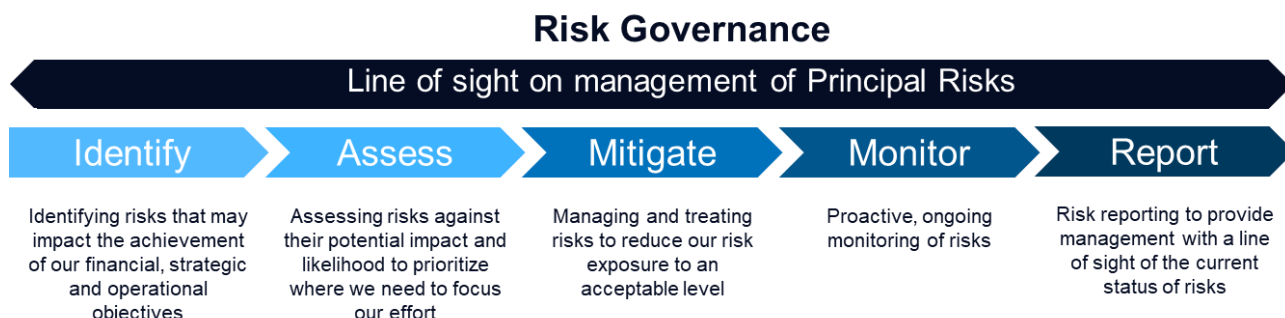 Risk Governance
Line of sight on management of Principal Risks
Identify
Assess
Mitigate
Monitor
Report
Identifying risks that may
impact the achievement
of our financial, strategic
and operational
objectives
Assessing risks against
their potential impact and
likelihood to prioritize
where we need to focus
our effort
Managing and treating
risks to reduce our risk
exposure to an
acceptable level
Proactive, ongoing
monitoring of risks
Risk reporting to provide
management with a line
of sight of the current
status of risks